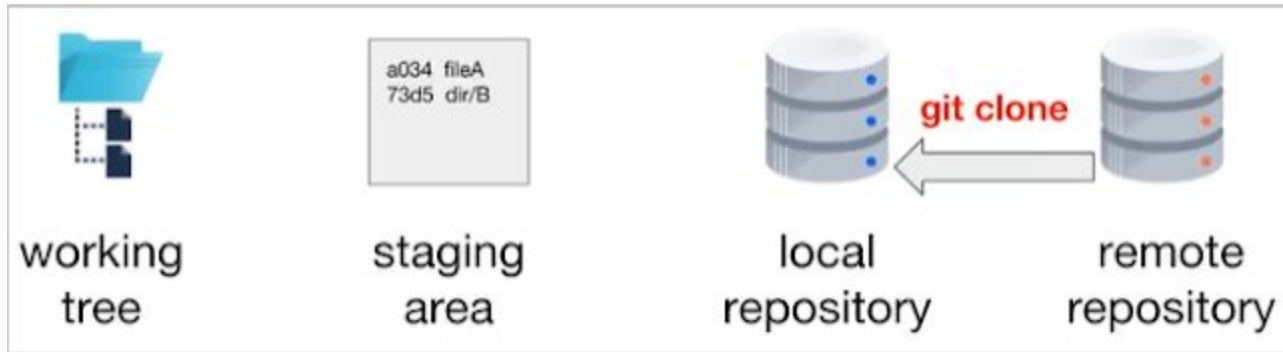 a034 fileA
73d5 dir/B
git clone
working
tree
staging
area
local
repository
remote
repository